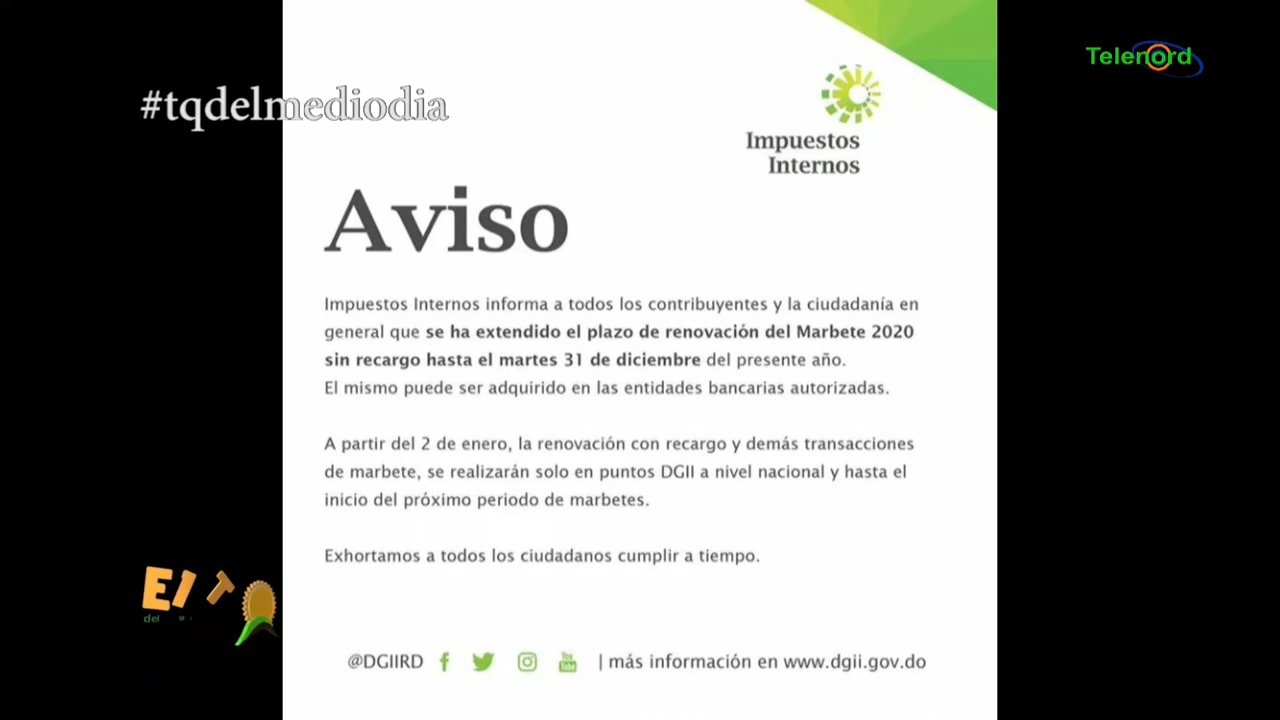 Telenord
#tqdelmediodia
Impuestos
Internos
Aviso
Impuestos Internos informa a todos los contribuyentes y la ciudadanía en
general que se ha extendido el plazo de renovación del Marbete 2020
sin recargo hasta el martes 31 de diciembre del presente año.
El mismo puede ser adquirido en las entidades bancarias autorizadas.
A partir del 2 de enero, la renovación con recargo y demás transacciones
de marbete, se realizarán solo en puntos DGII a nivel nacional y hasta el
inicio del próximo periodo de marbetes.
Exhortamos a todos los ciudadanos cumplir a tiempo.
El T
del M
@DGIIRD You Tube | más información en www.dgii.gov.do